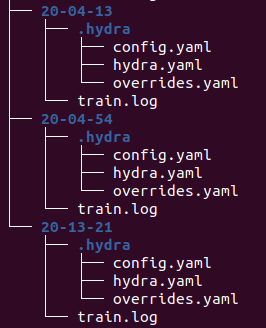 20-04-13
.hydra
config.yaml
hydra.yaml
overrides.yaml
train.log
20-04-54
.hydra
config.yaml
hydra.yaml
overrides.yaml
train.log
20-13-21
.hydra
config.yaml
hydra.yaml
overrides.yaml
train.log